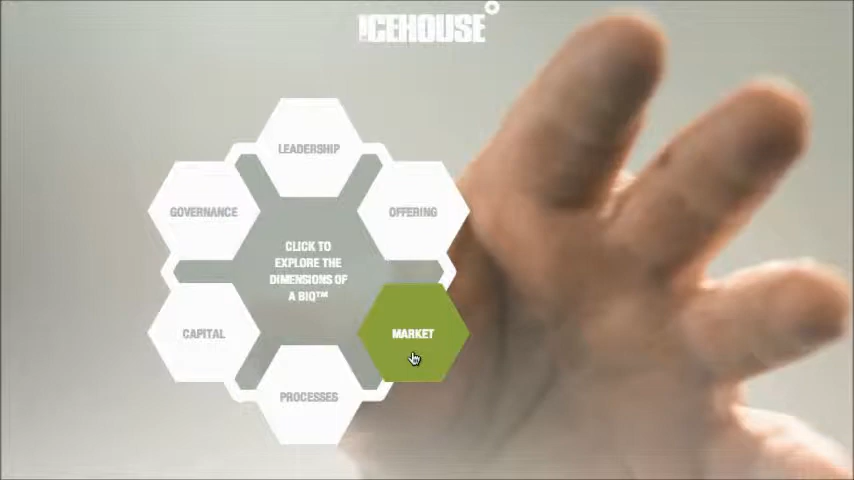 ICEHOUSE°
LEADERSHIP
GOVERNANCE
OFFERING
CLICK TO
EXPLORE THE
DIMENSIONS OF
A BIQ™
CAPITAL
MARKET
PROCESSES